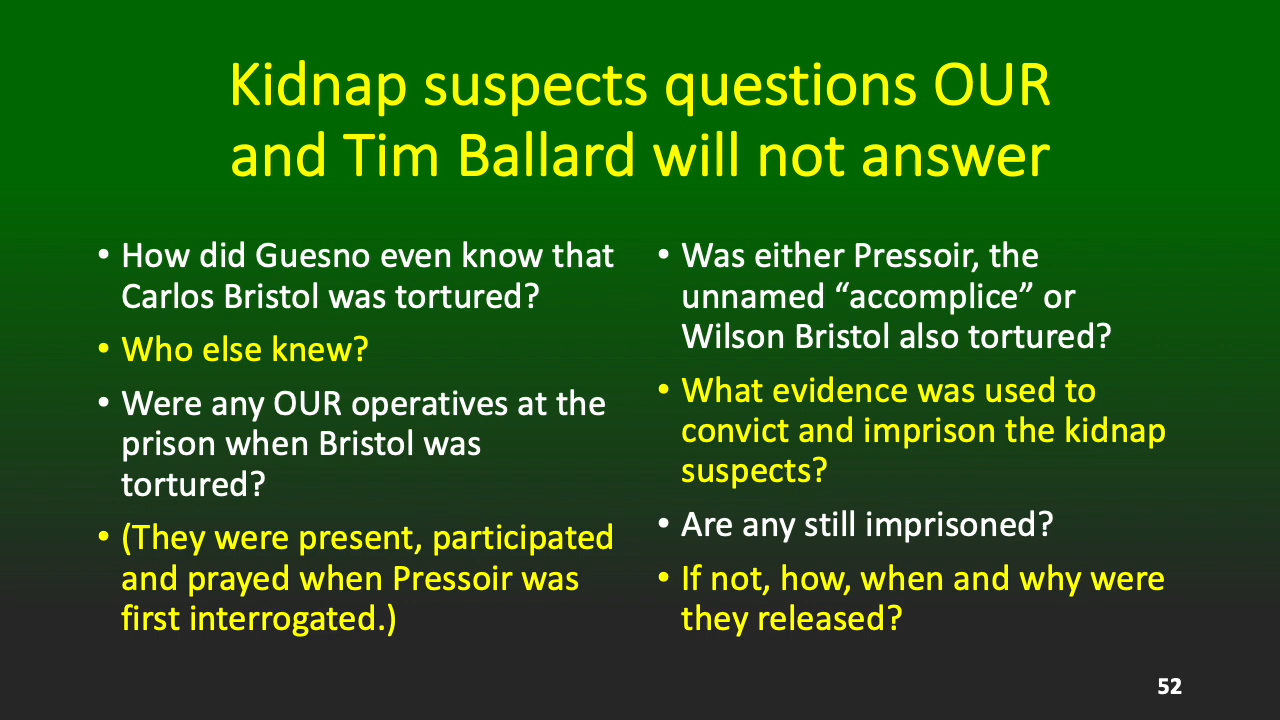 Kidnap suspects questions OUR
and Tim Ballard will not answer
• How did Guesno even know that
Carlos Bristol was tortured?
• Who else knew?
• Were any OUR operatives at the
prison when Bristol was
tortured?
• (They were present, participated
and prayed when Pressoir was
first interrogated.)
• Was either Pressoir, the
unnamed “accomplice” or
Wilson Bristol also tortured?
• What evidence was used to
convict and imprison the kidnap
suspects?
• Are any still imprisoned?
• If not, how, when and why were
they released?
52